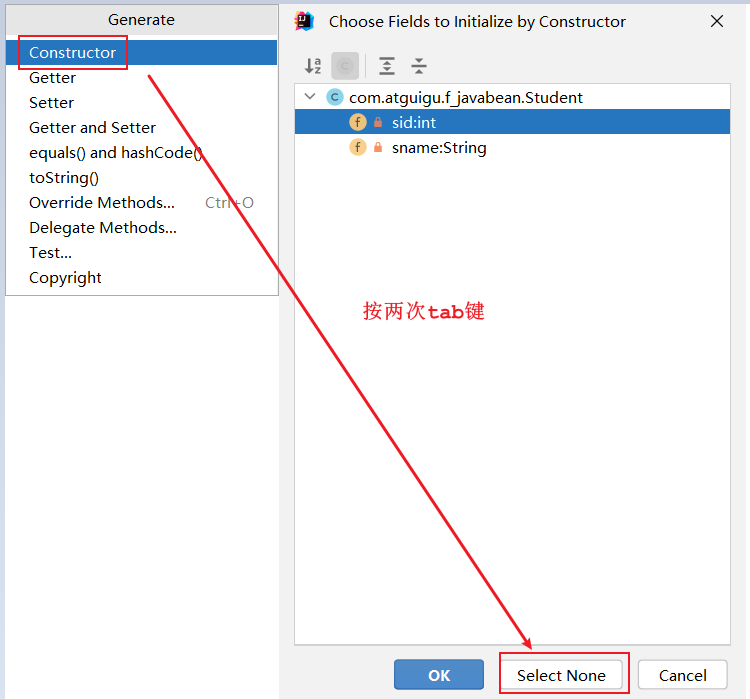 Generate
Constructor
Getter
Setter
Getter and Setter
equals() and hashCode()
toString()
Override Methods... Ctrl+O
Delegate Methods...
Test...
Copyright
Choose Fields to Initialize by Constructor
com.atguigu.f_javabean.Student
sid:int
sname:String
按两次tab键
OK Select None Cancel